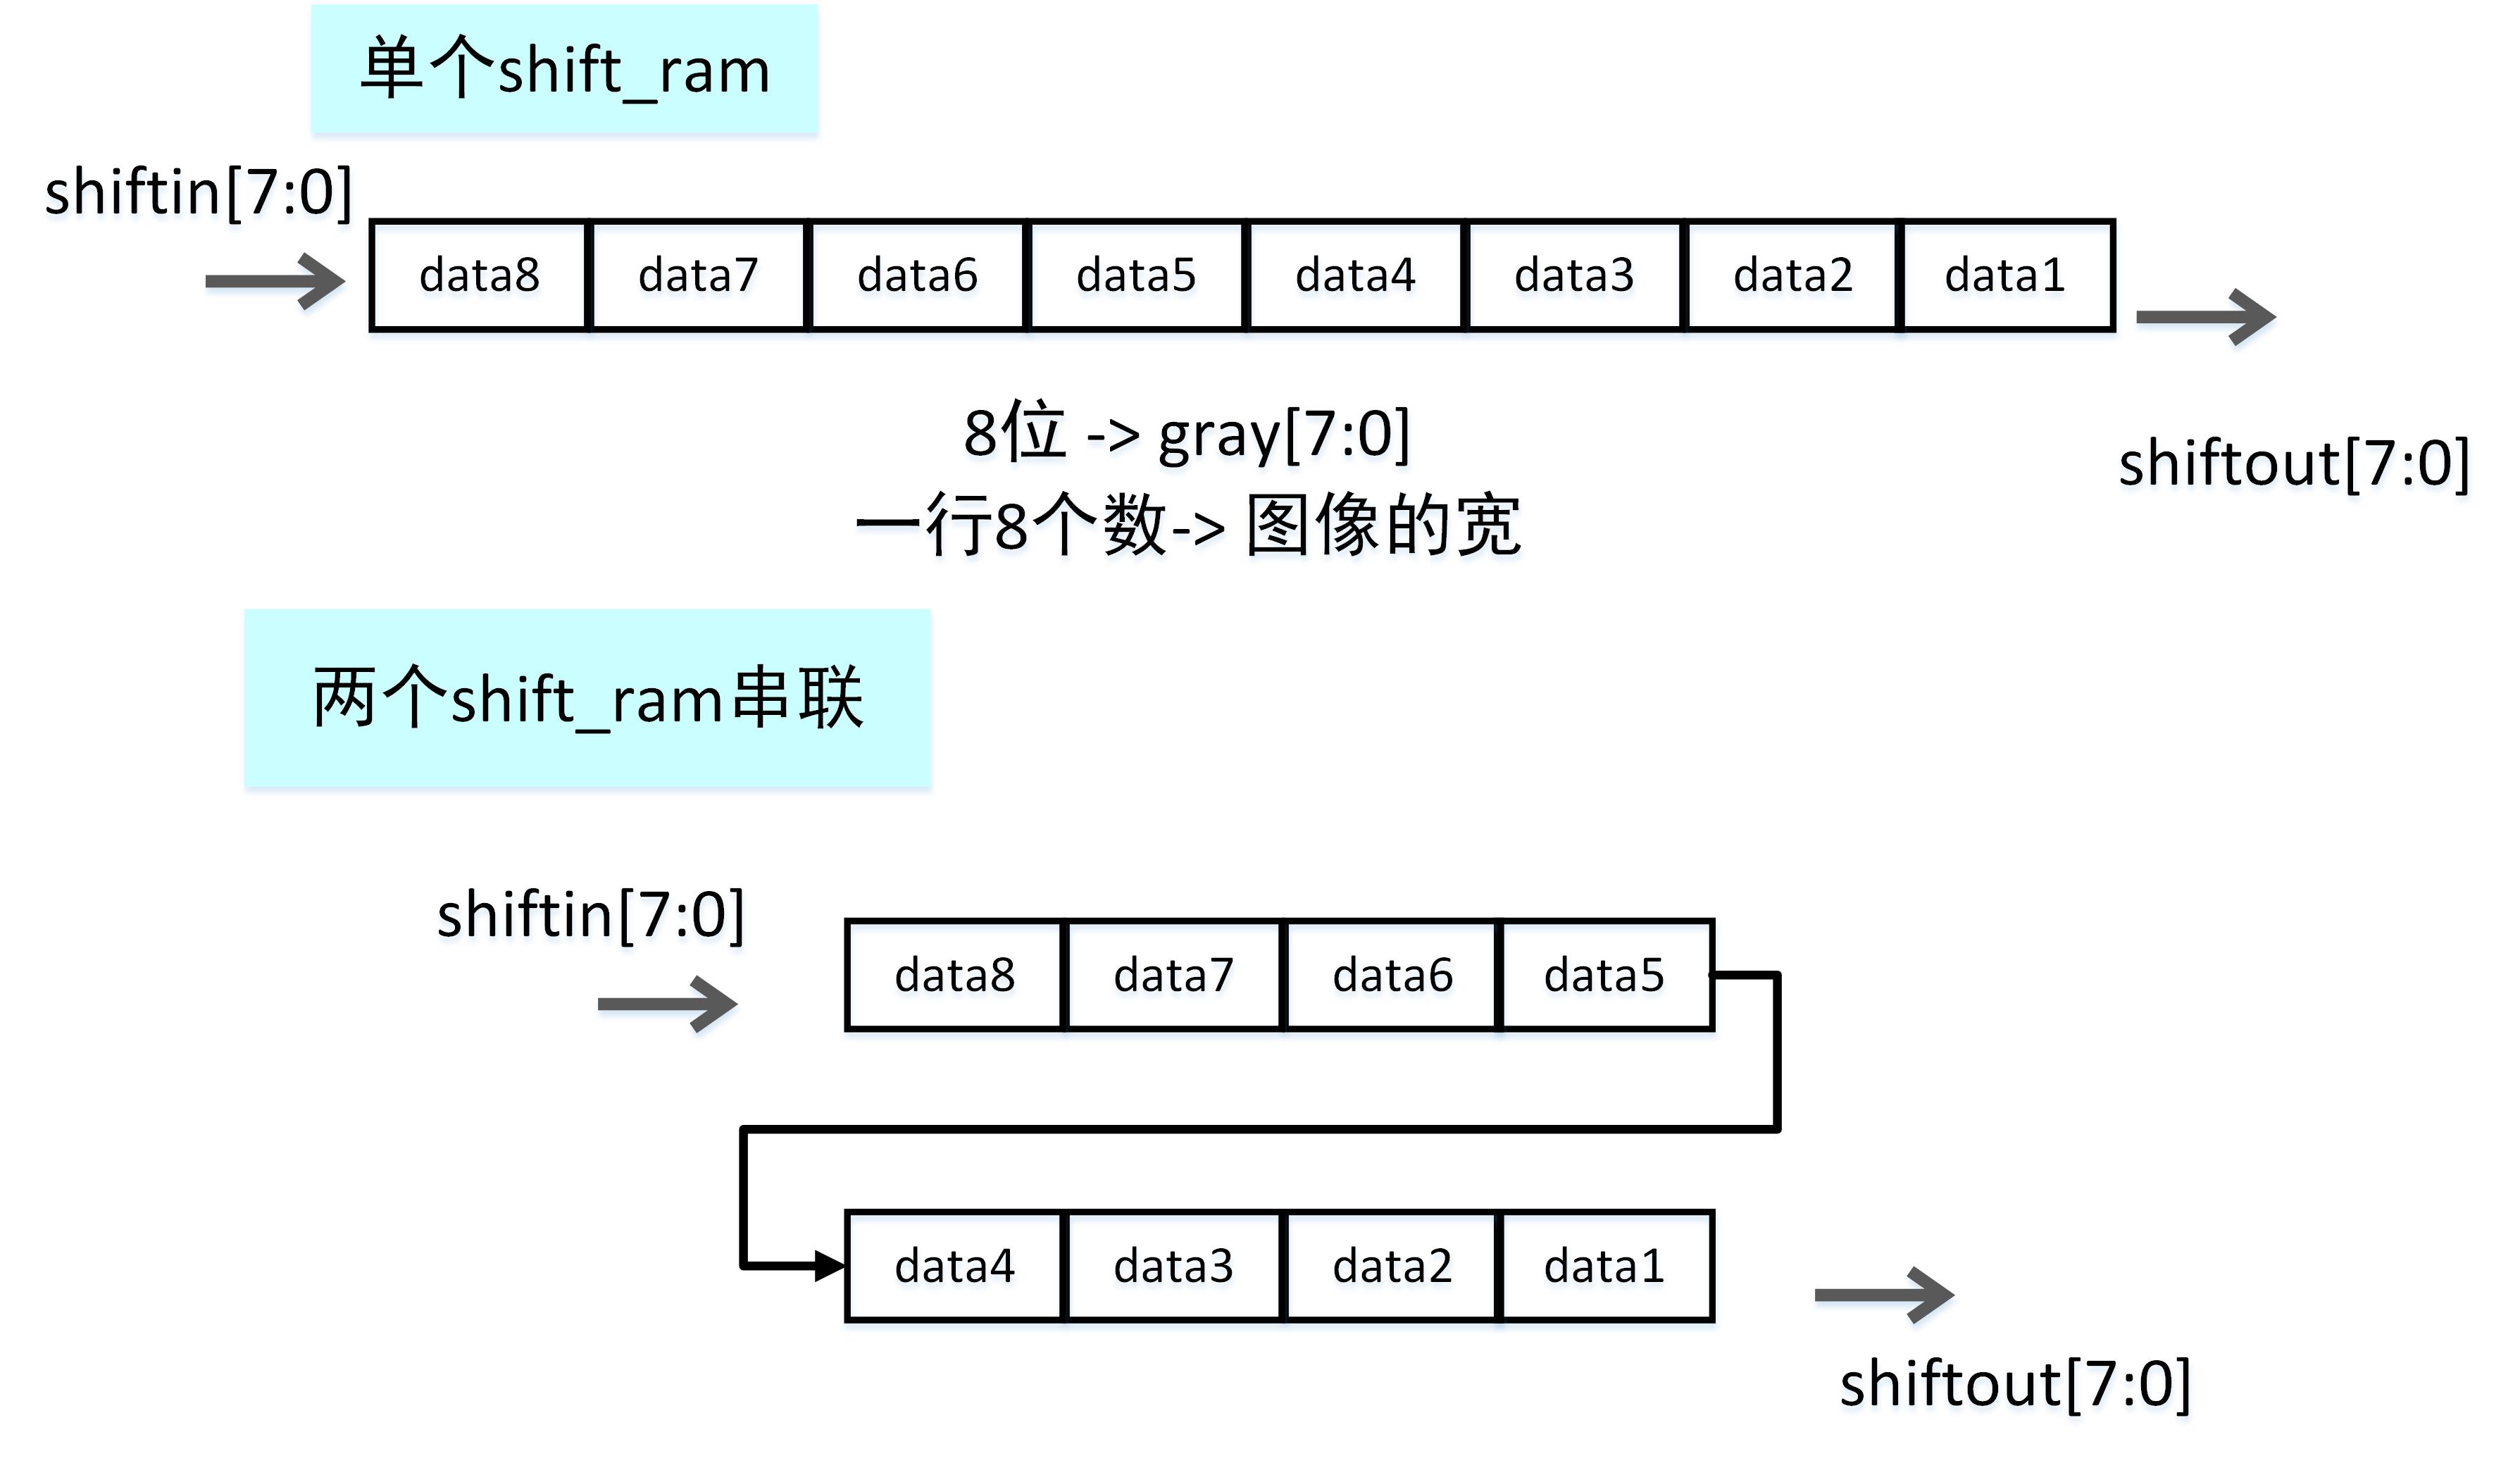 单个shift_ram
shiftin[7:0]
data8 data7 data6 data5 data4 data3 data2 data1
8位 -> gray[7:0]
shiftout[7:0]
一行8个数-> 图像的宽
两个shift_ram串联
shiftin[7:0]
data8 data7 data6 data5
data4 data3 data2 data1
shiftout[7:0]